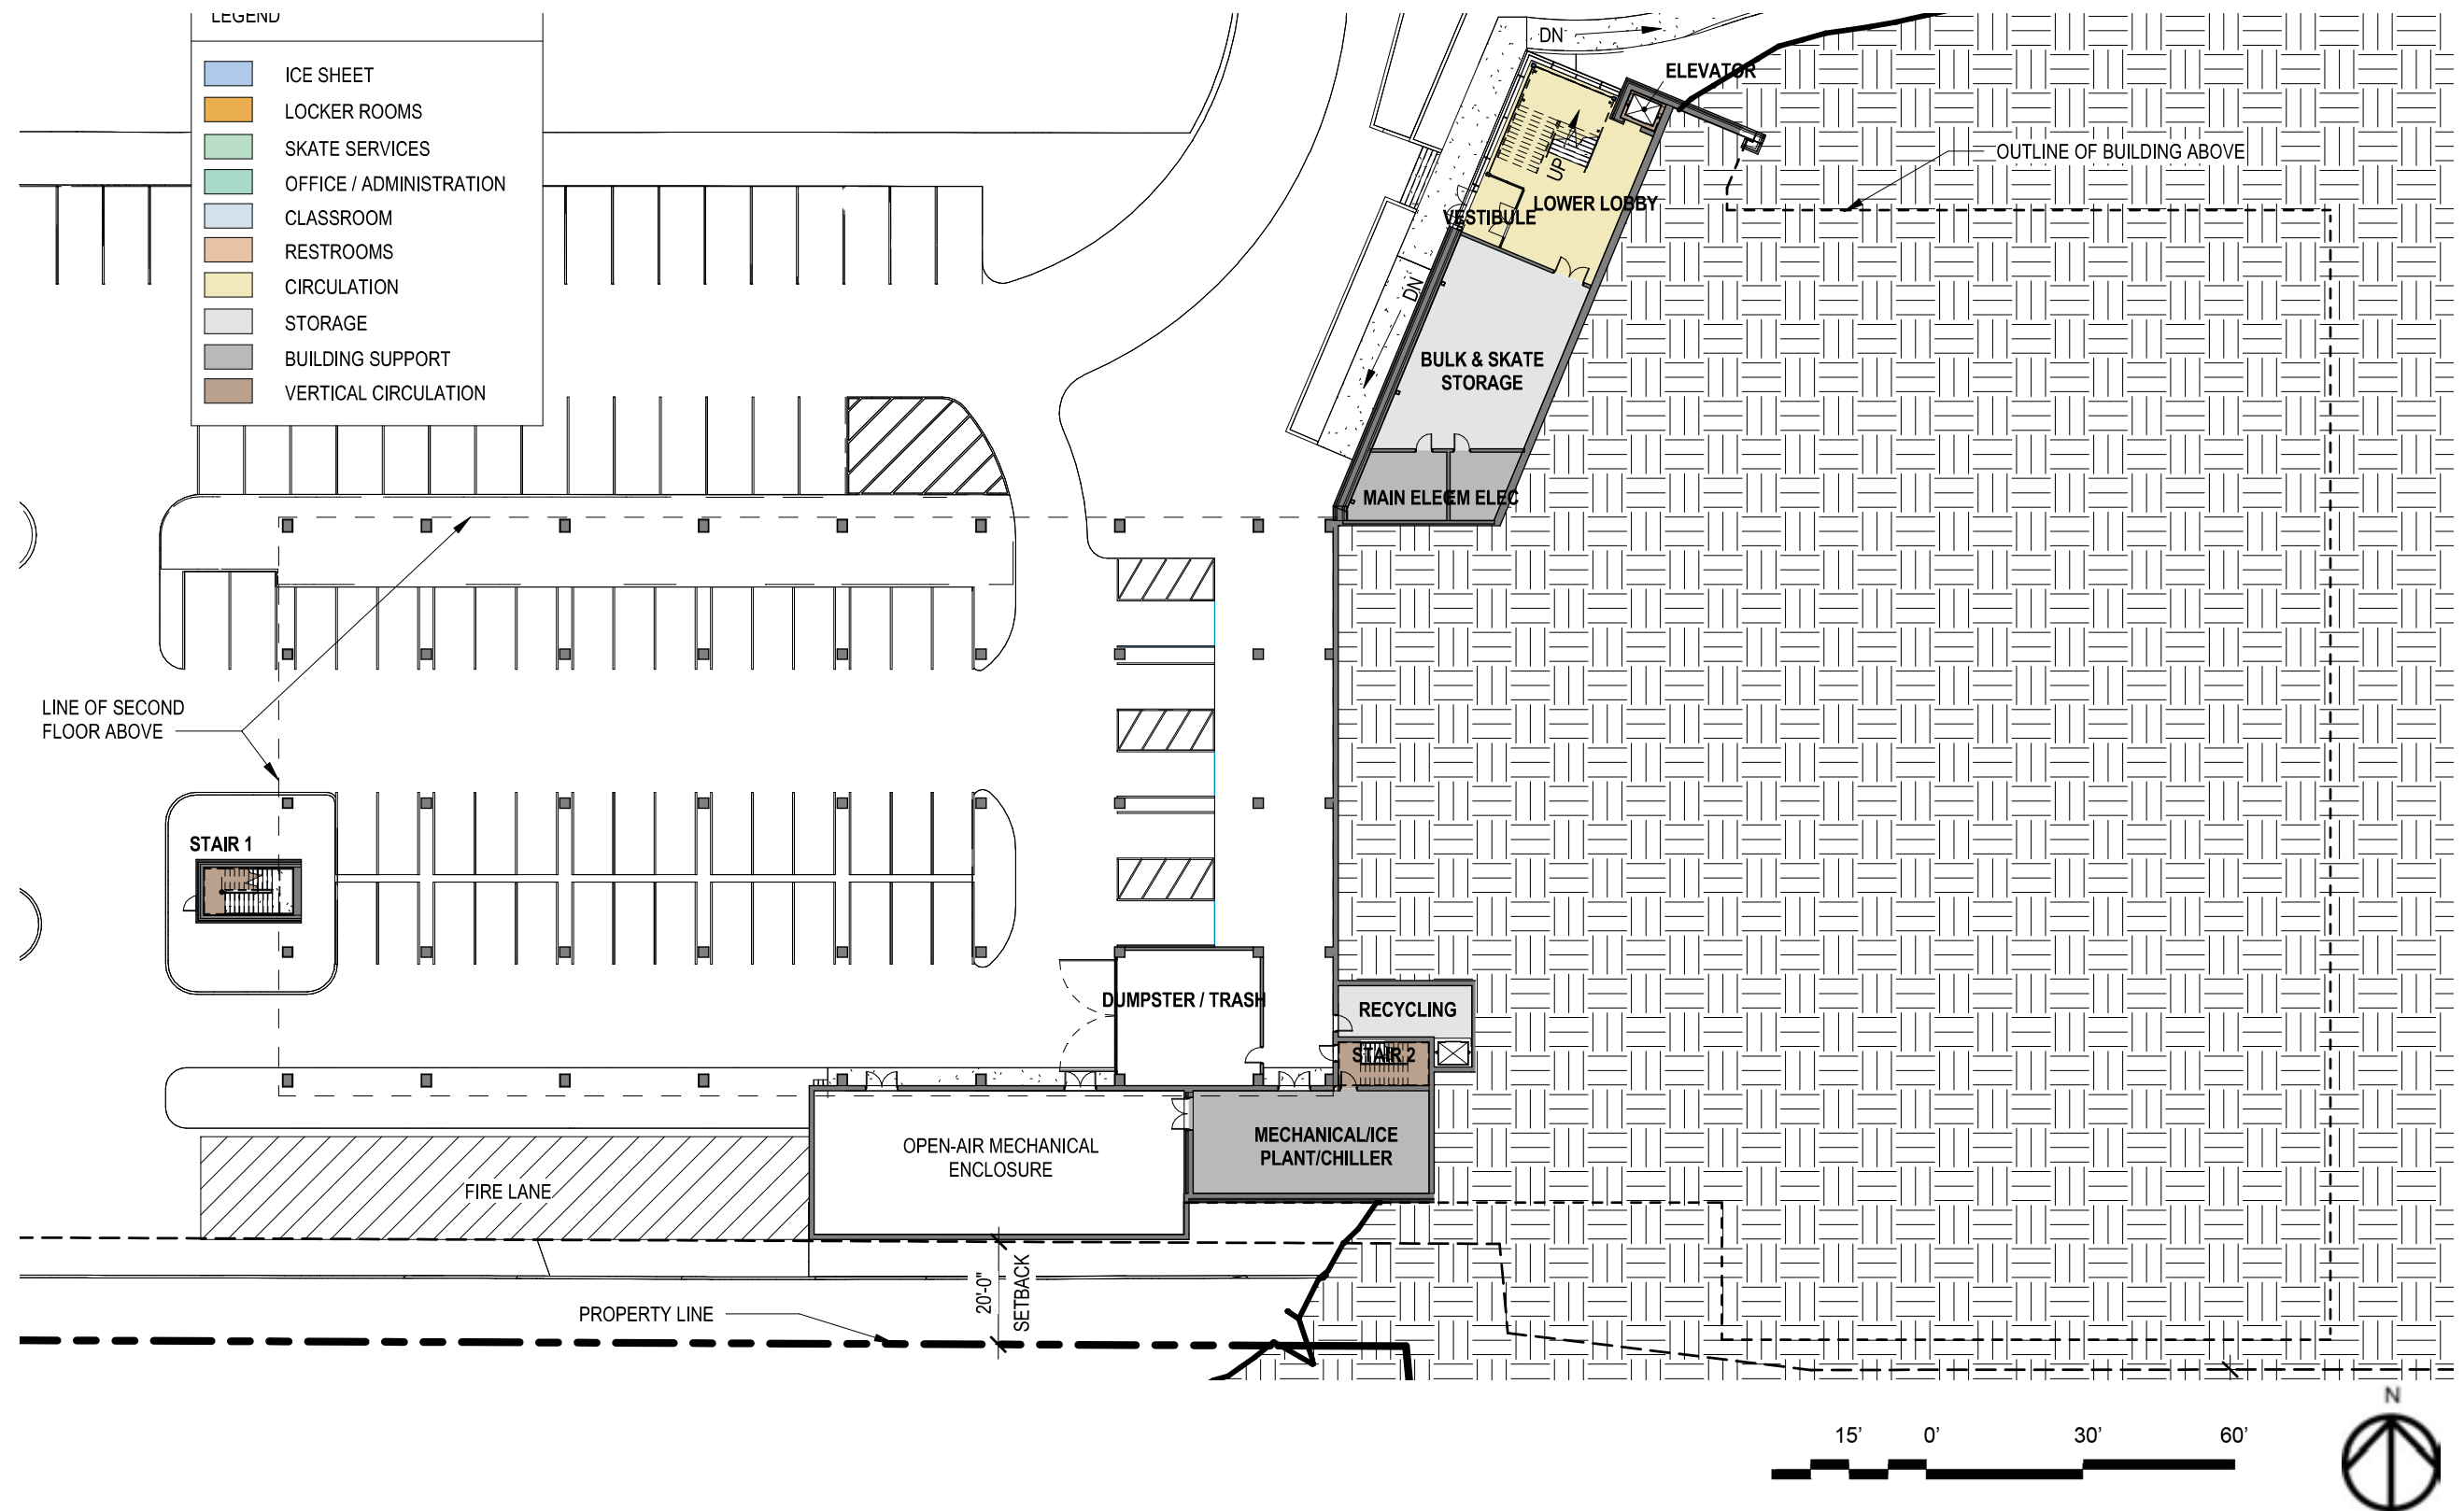 LEGEND
ICE SHEET
LOCKER ROOMS
SKATE SERVICES
OFFICE / ADMINISTRATION
CLASSROOM
RESTROOMS
CIRCULATION
STORAGE
BUILDING SUPPORT
VERTICAL CIRCULATION
DN
ELEVATOR
OUTLINE OF BUILDING ABOVE
UP
LOWER LOBBY
VESTIBULE
DN
BULK & SKATE
STORAGE
MAIN ELEC
EM ELEC
LINE OF SECOND
FLOOR ABOVE
STAIR 1
DUMPSTER / TRASH
RECYCLING
STAIR 2
MECHANICAL/ICE
PLANT/CHILLER
OPEN-AIR MECHANICAL
ENCLOSURE
FIRE LANE
20'-0"
SETBACK
PROPERTY LINE
N
15' 0' 30' 60'